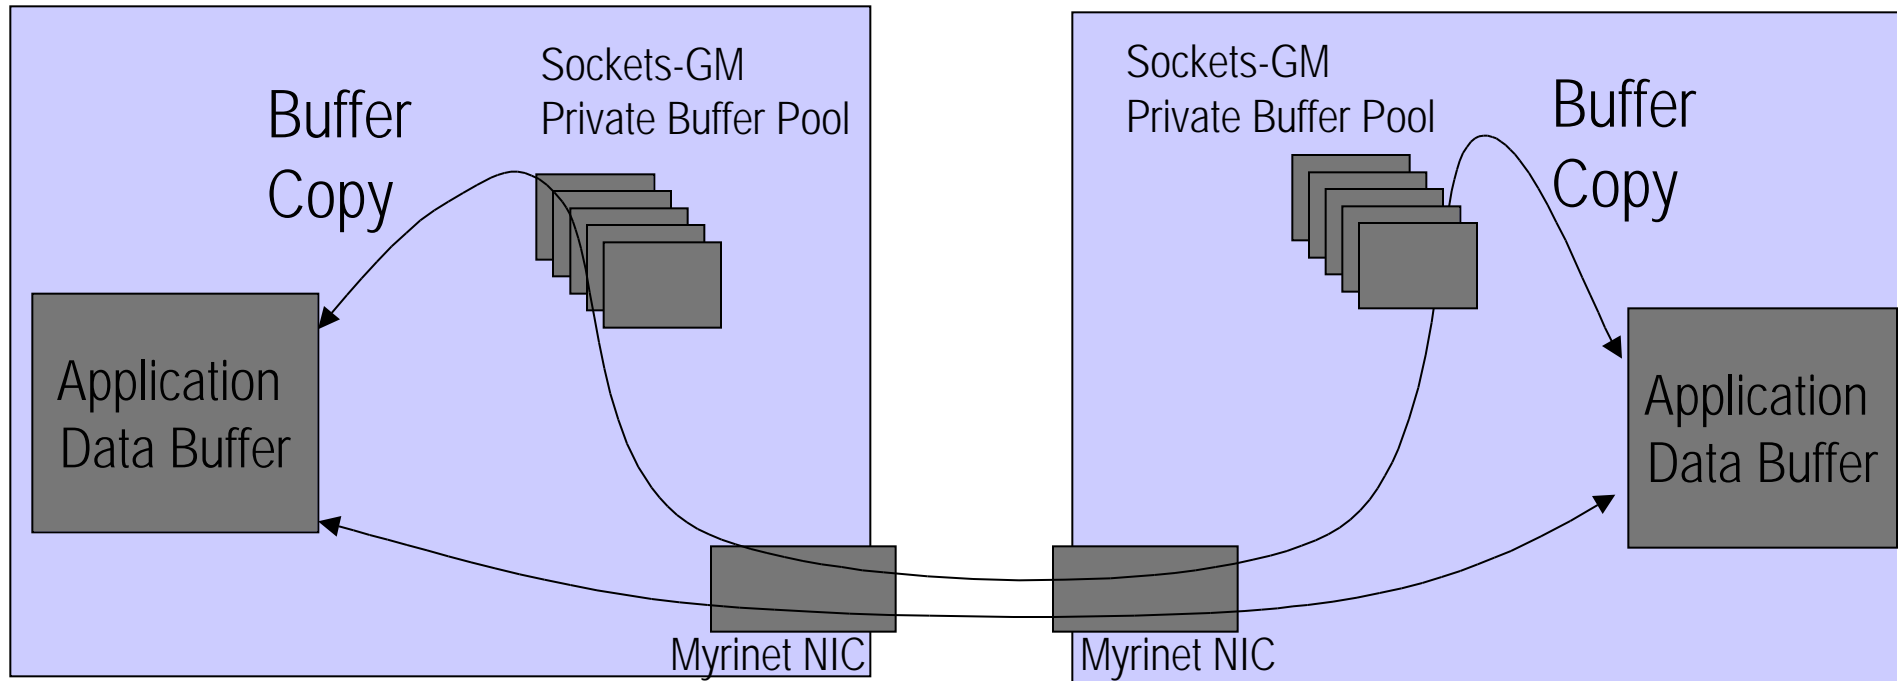 Sockets-GM
Private Buffer Pool
Buffer
Copy
Application
Data Buffer
Myrinet NIC
Sockets-GM
Private Buffer Pool
Buffer
Copy
Application
Data Buffer
Myrinet NIC